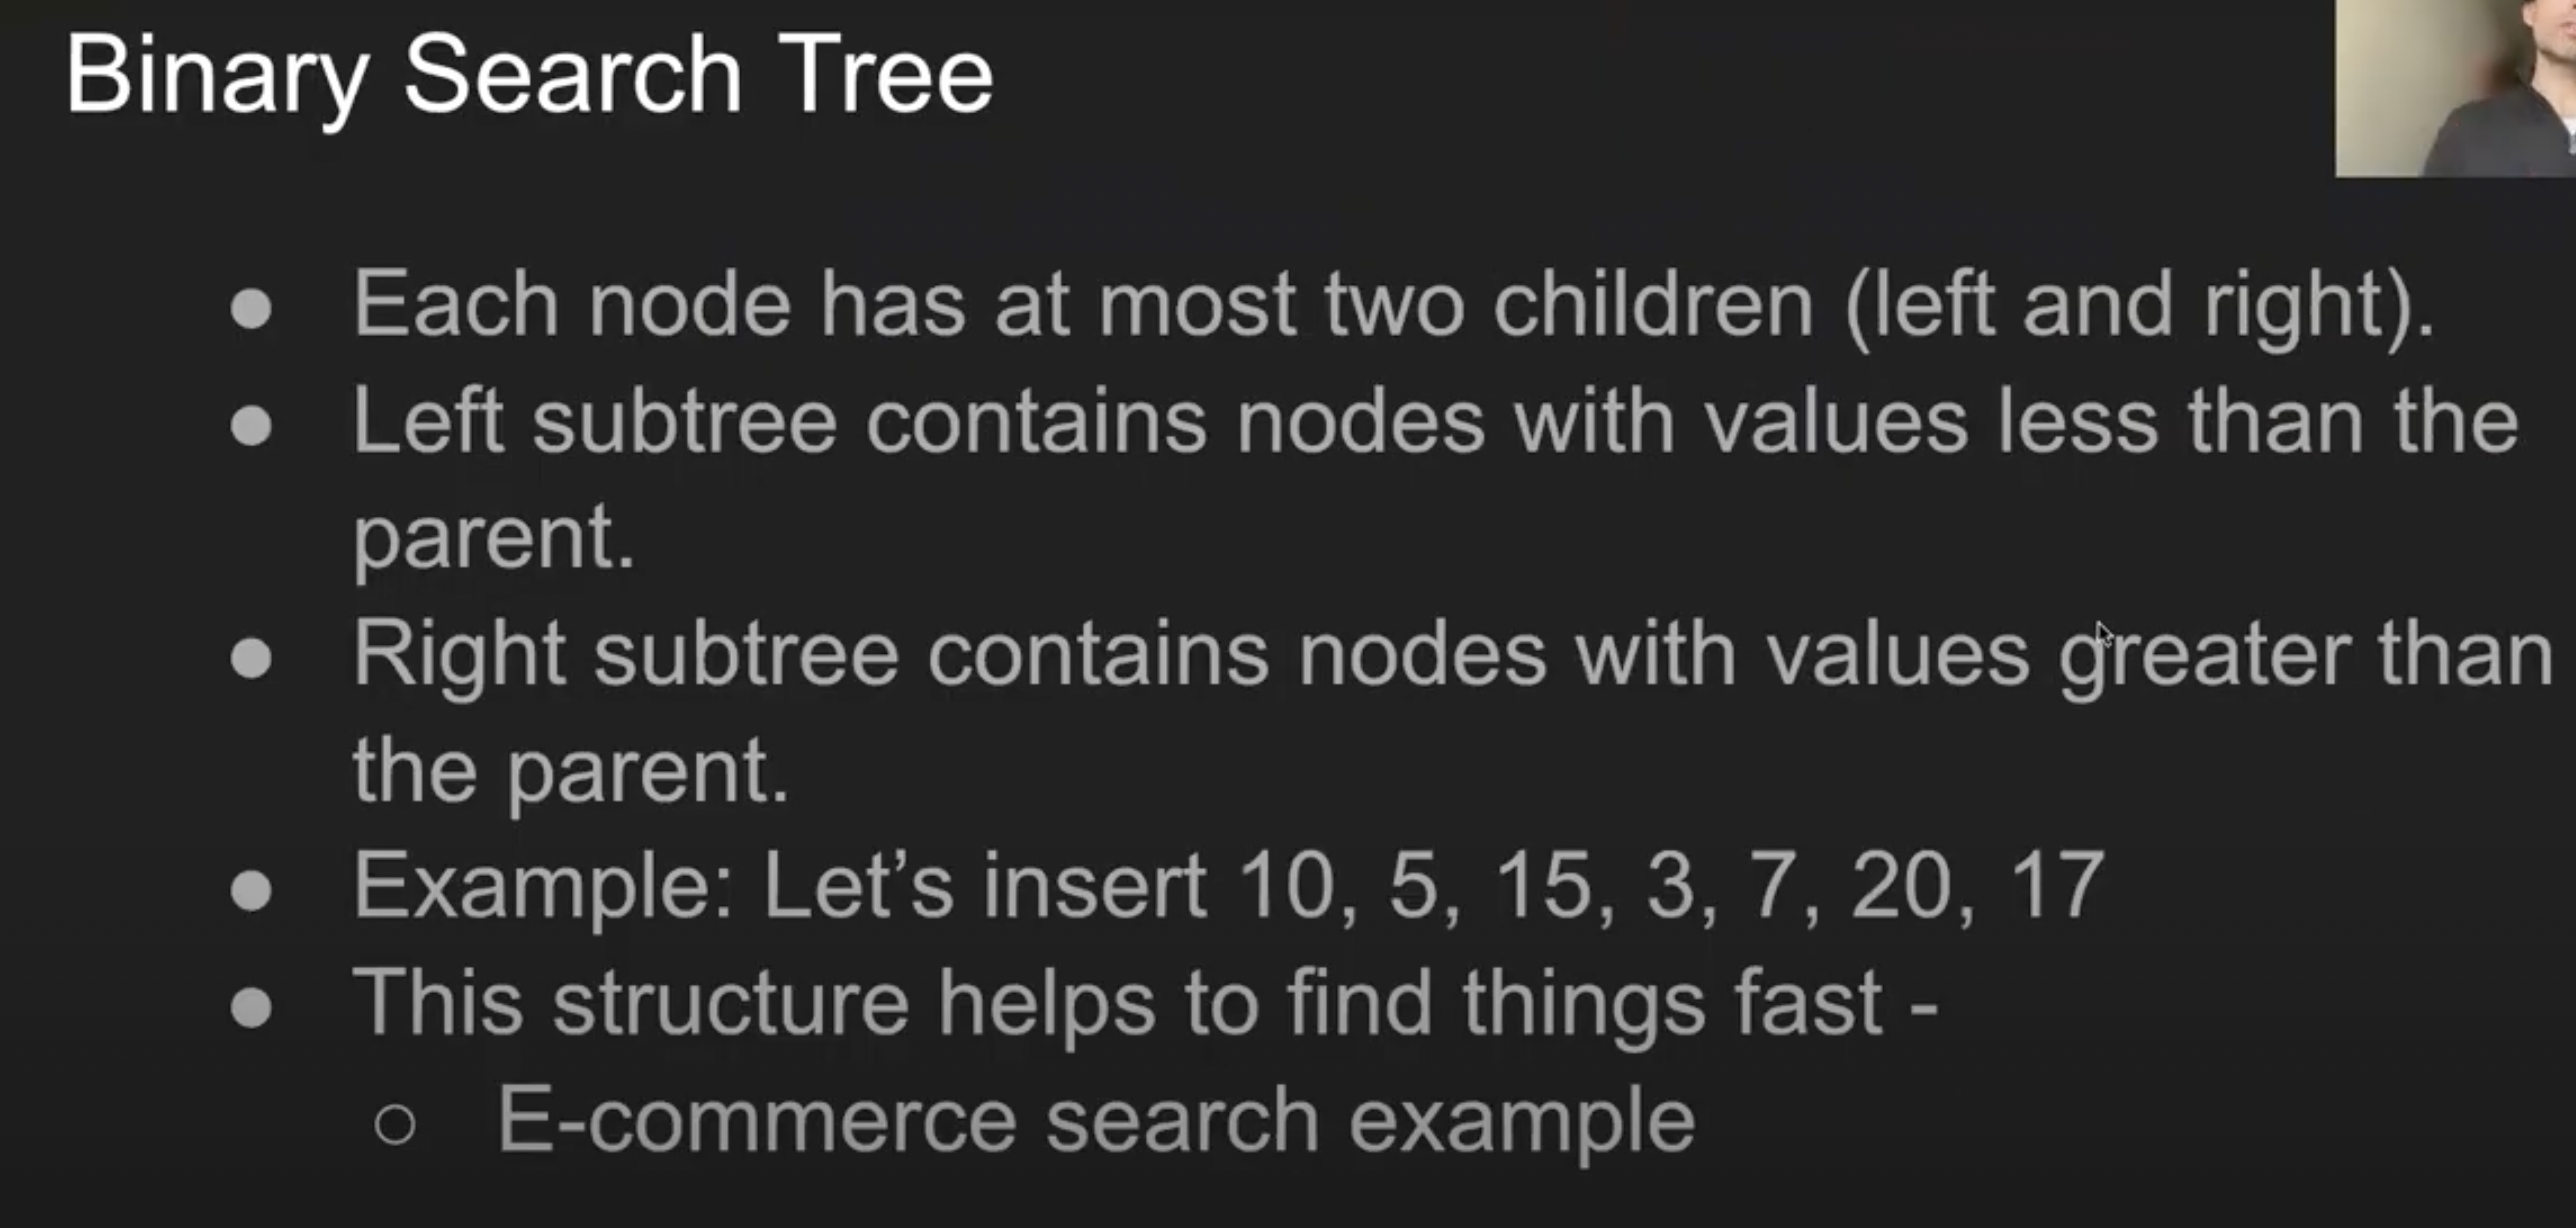 Binary Search Tree
● Each node has at most two children (left and right).
● Left subtree contains nodes with values less than the
parent.
● Right subtree contains nodes with values greater than
the parent.
● Example: Let’s insert 10, 5, 15, 3, 7, 20, 17
● This structure helps to find things fast -
○ E-commerce search example